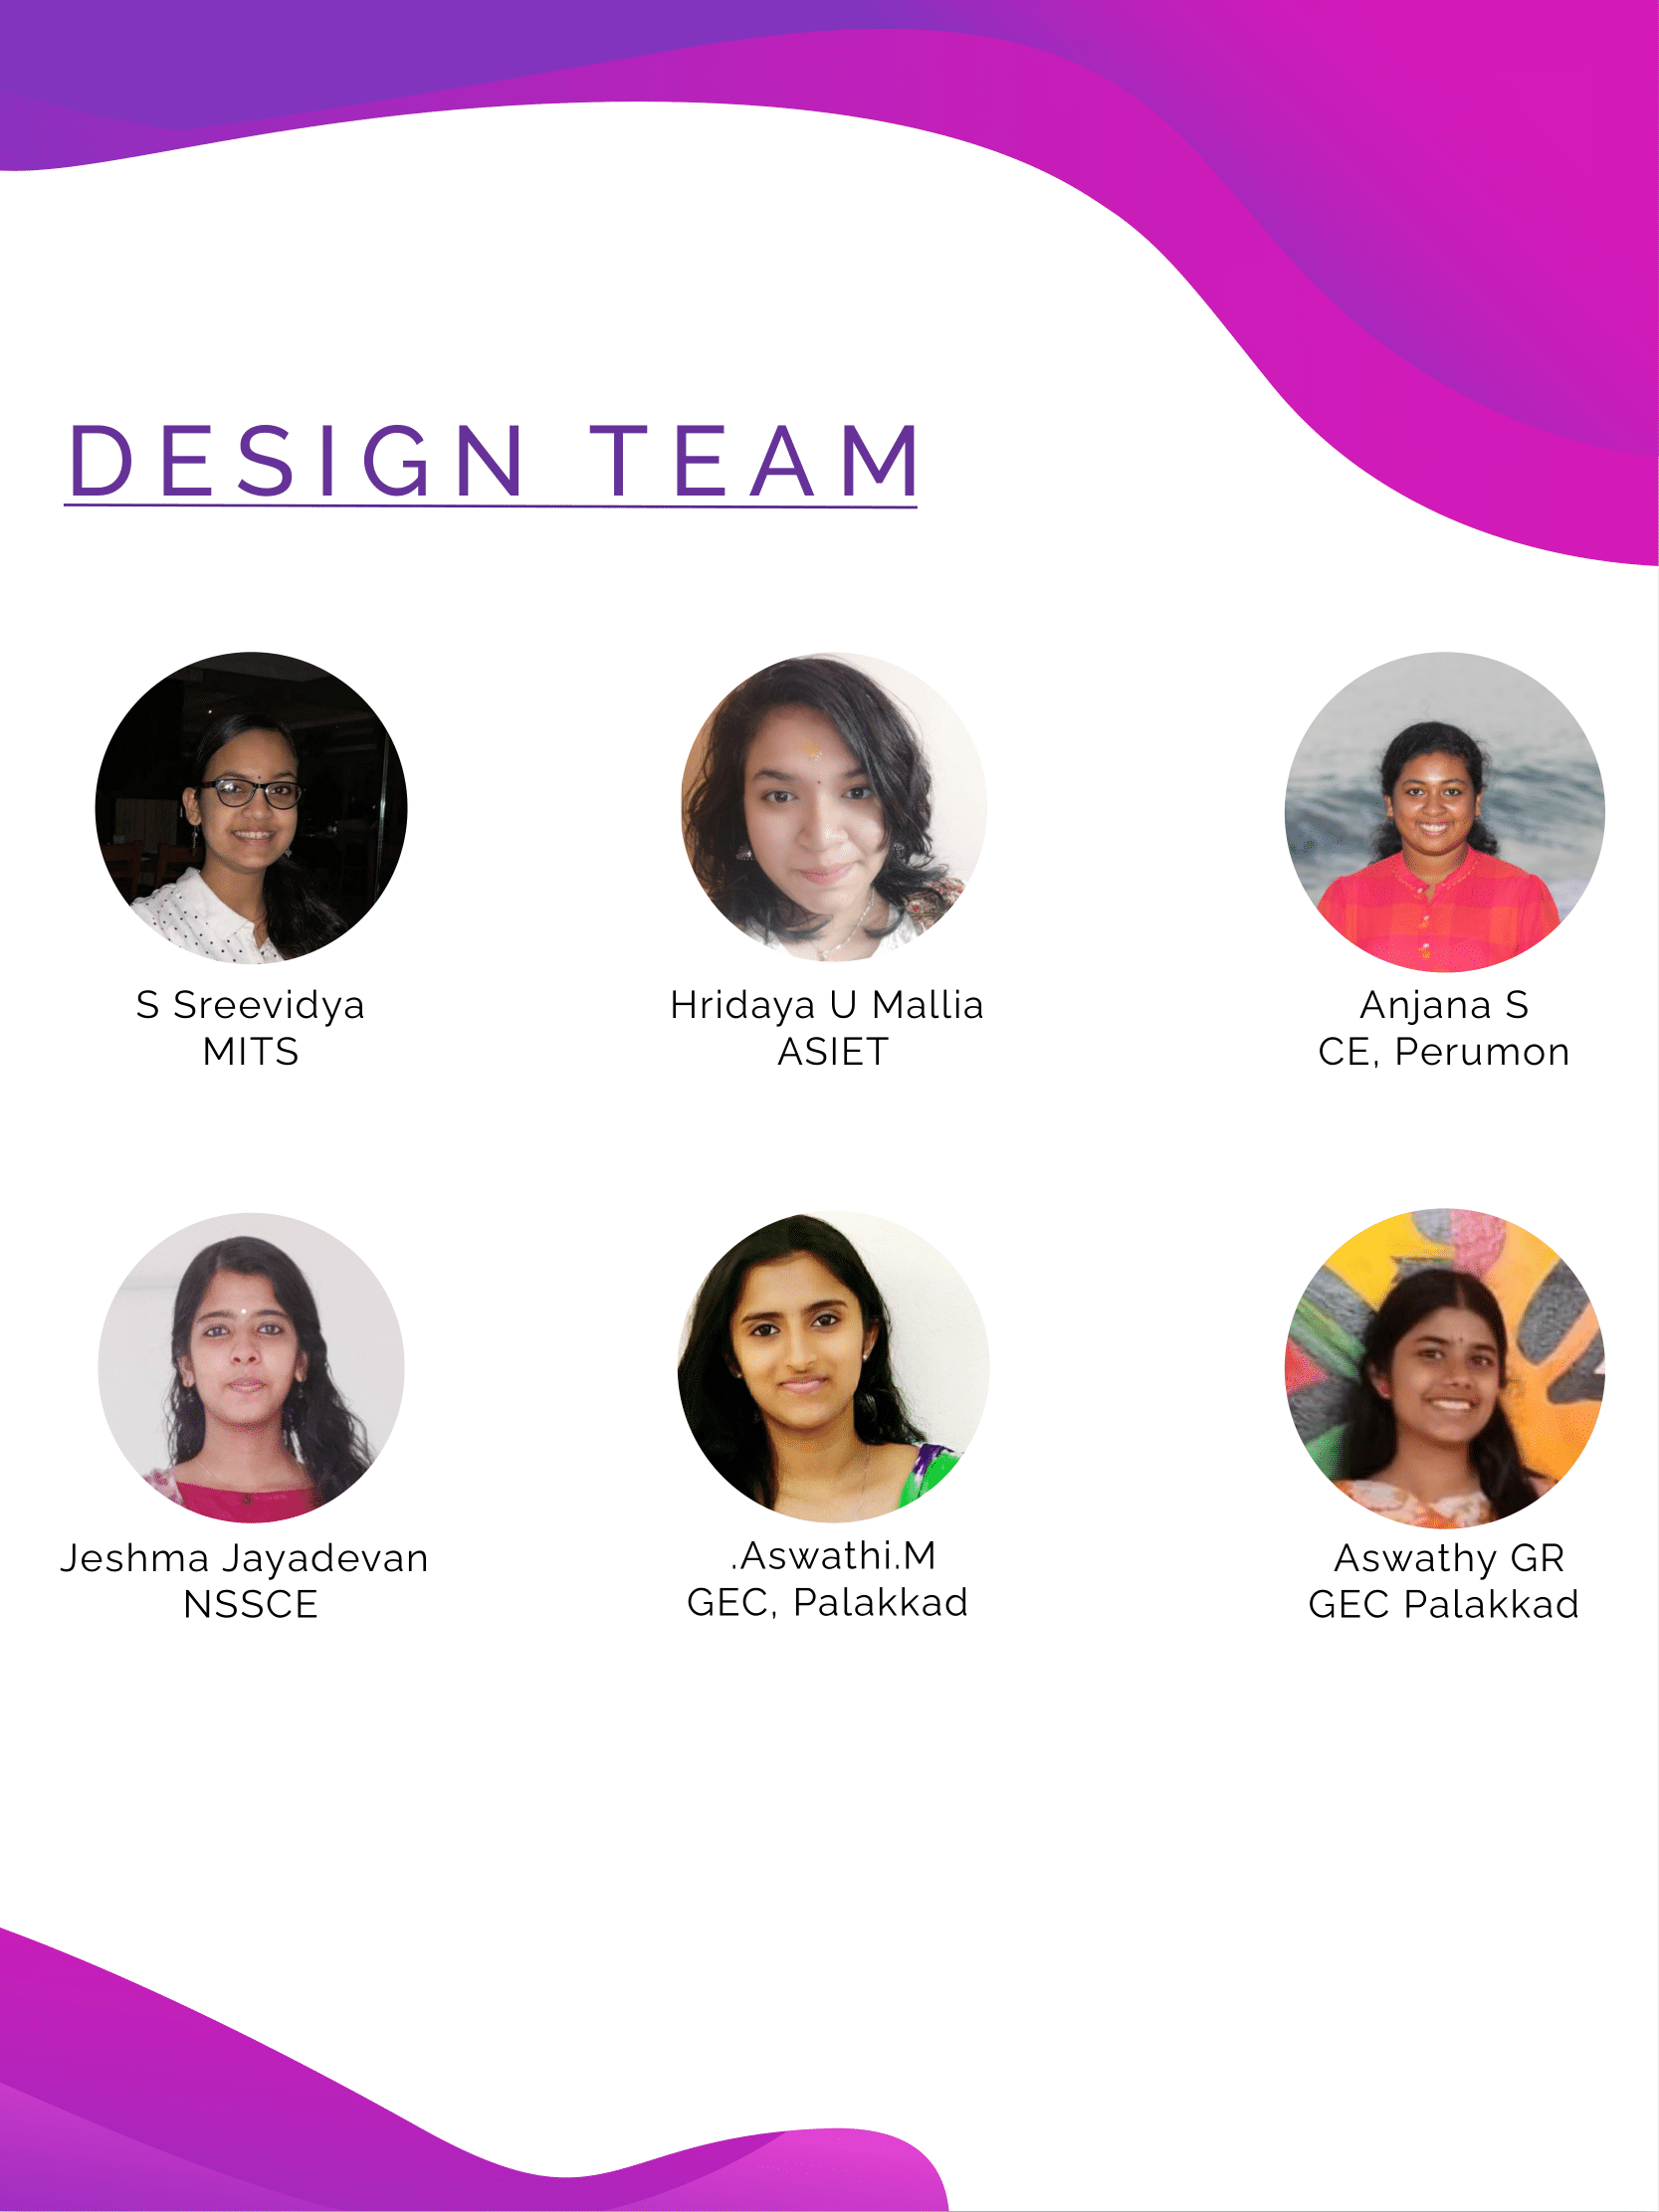 DESIGN TEAM
S Sreevidya
MITS
Hridaya U Mallia
ASIET
Anjana S
CE, Perumon
Jeshma Jayadevan
NSSCE
.Aswathi.M
GEC, Palakkad
Aswathy GR
GEC Palakkad